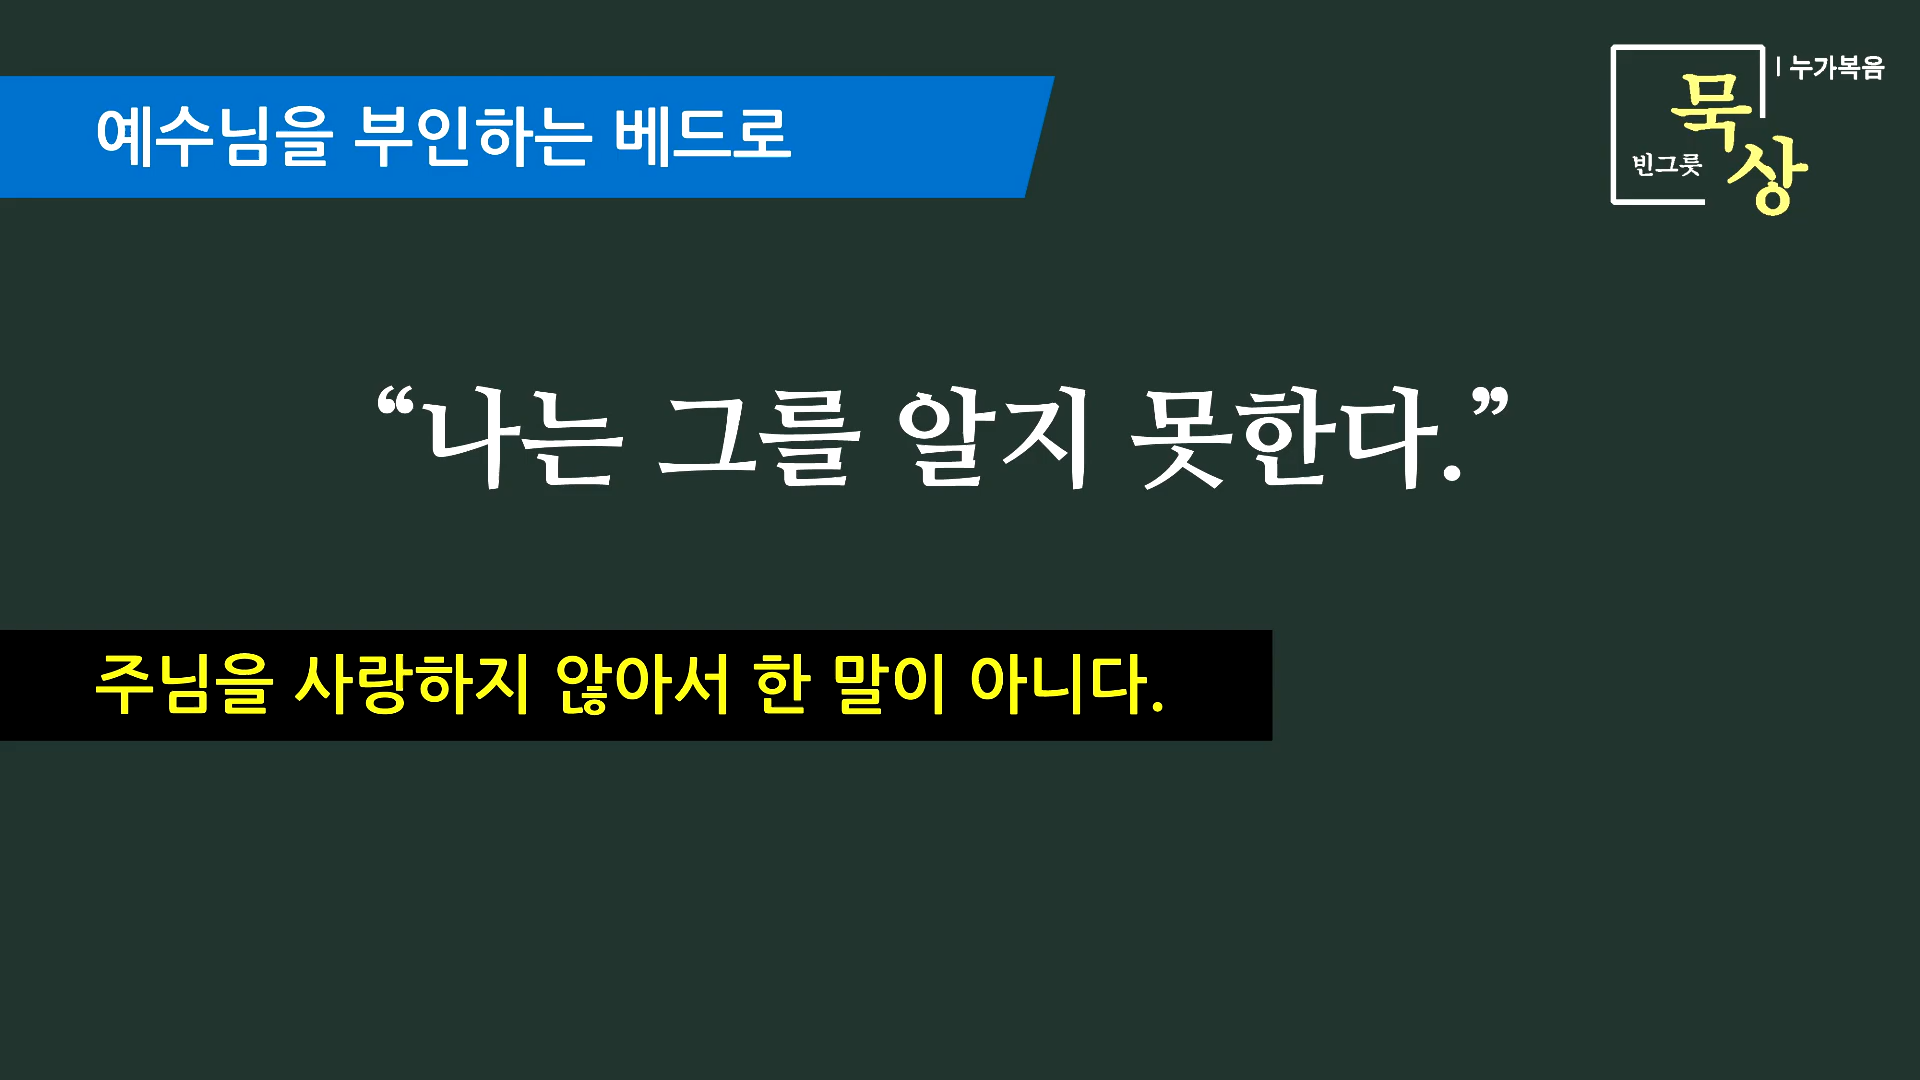 예수님을 부인하는 베드로
| 누가복음
묵상
빈그릇
“나는 그를 알지 못한다.”
주님을 사랑하지 않아서 한 말이 아니다.